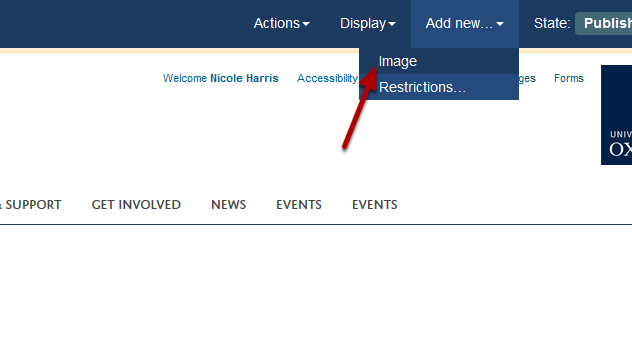 Actions Display Add new... State: Publish
Image
Welcome Nicole Harris Accessibility Forms
Restrictions...
UNIV
OX
SUPPORT GET INVOLVED NEWS EVENTS EVENTS